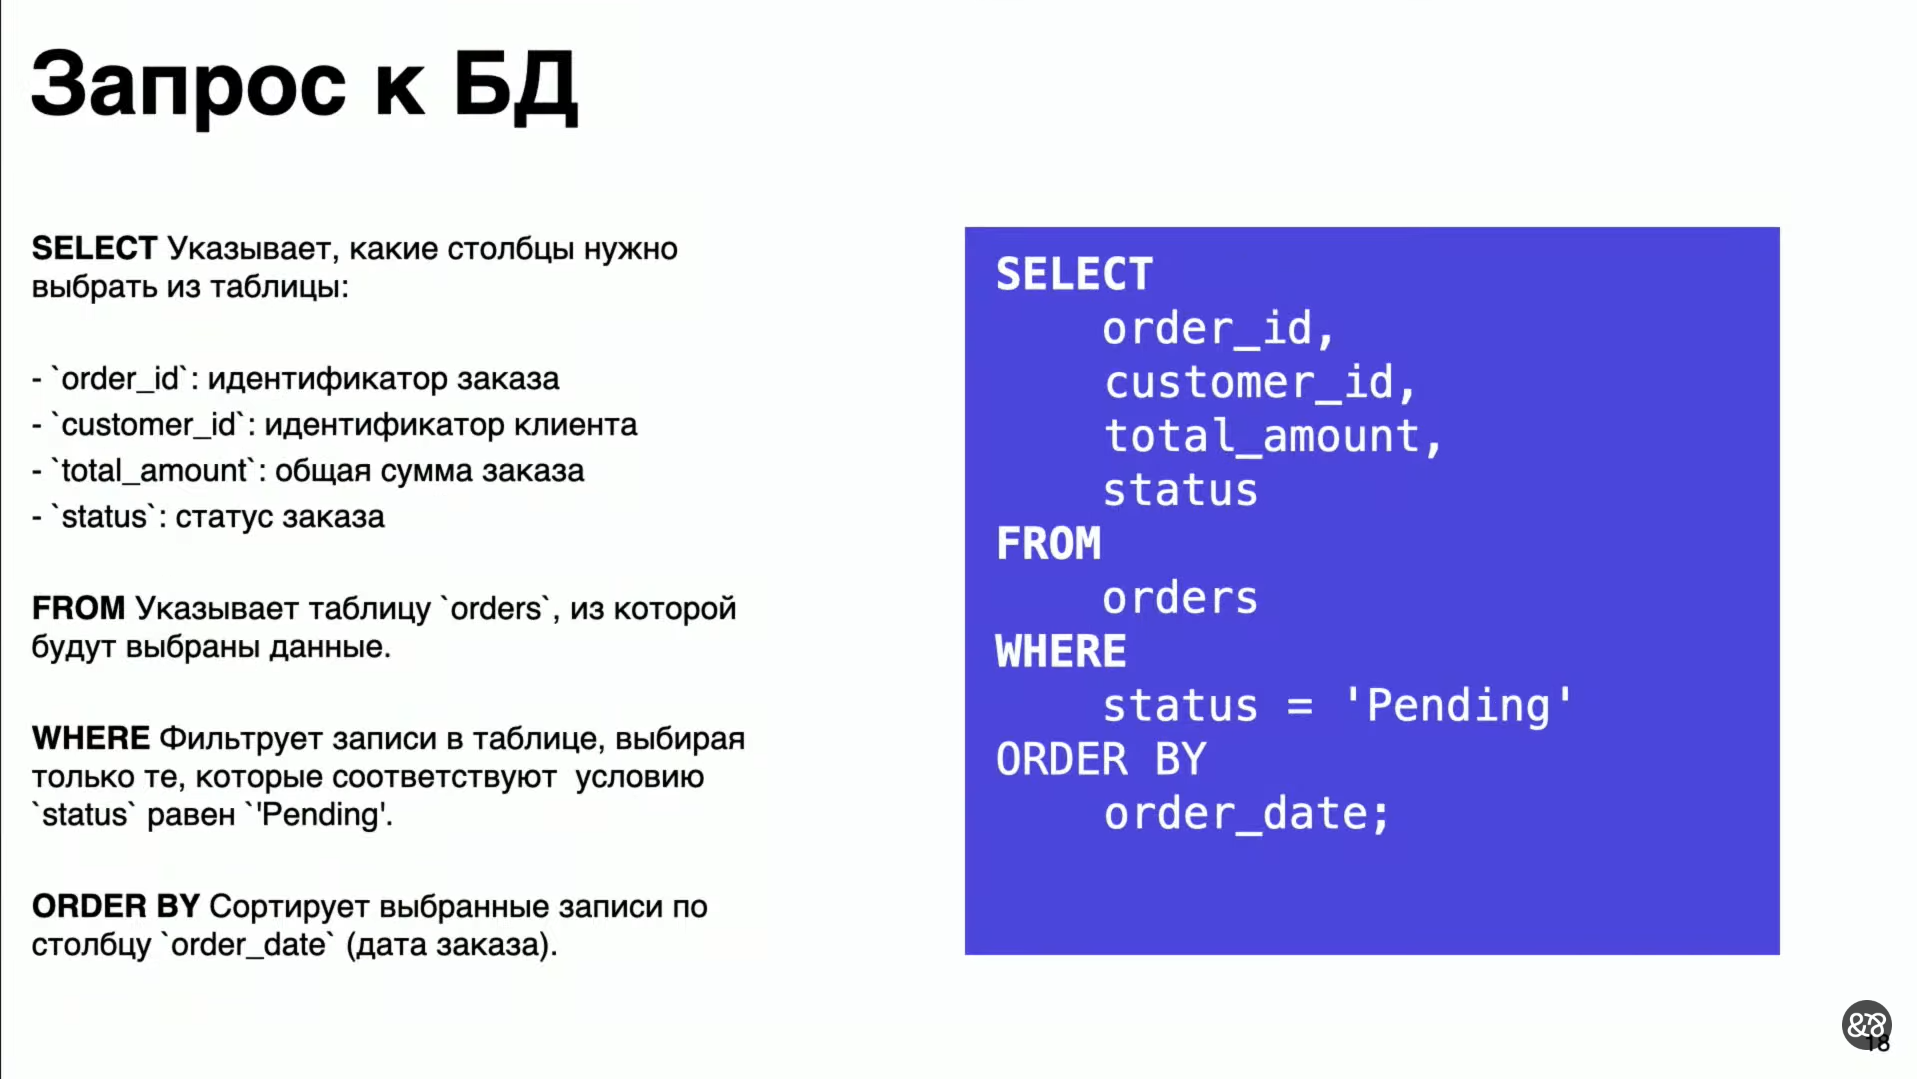 Запрос к БД
SELECT Указывает, какие столбцы нужно
выбрать из таблицы:
- `order_id`: идентификатор заказа
- `customer_id`: идентификатор клиента
- `total_amount`: общая сумма заказа
- `status`: статус заказа
FROM Указывает таблицу `orders`, из которой
будут выбраны данные.
WHERE Фильтрует записи в таблице, выбирая
только те, которые соответствуют  условию
`status` равен `'Pending'.
ORDER BY Сортирует выбранные записи по
столбцу `order_date` (дата заказа).
SELECT
order_id,
customer_id,
total_amount,
status
FROM
orders
WHERE
status = 'Pending'
ORDER BY
order_date;
18